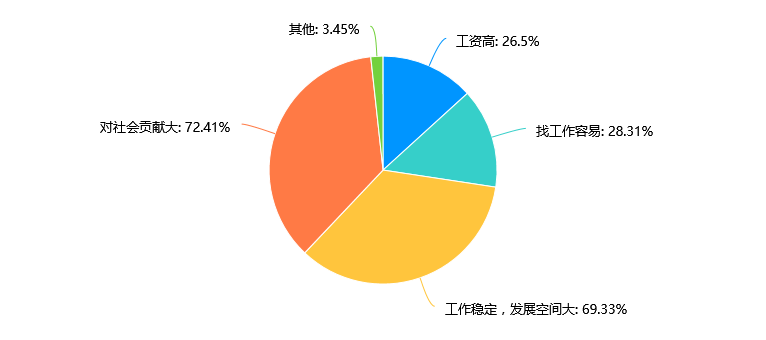 其他: 3.45%
工资高: 26.5%
对社会贡献大: 72.41%
找工作容易: 28.31%
工作稳定，发展空间大: 69.33%